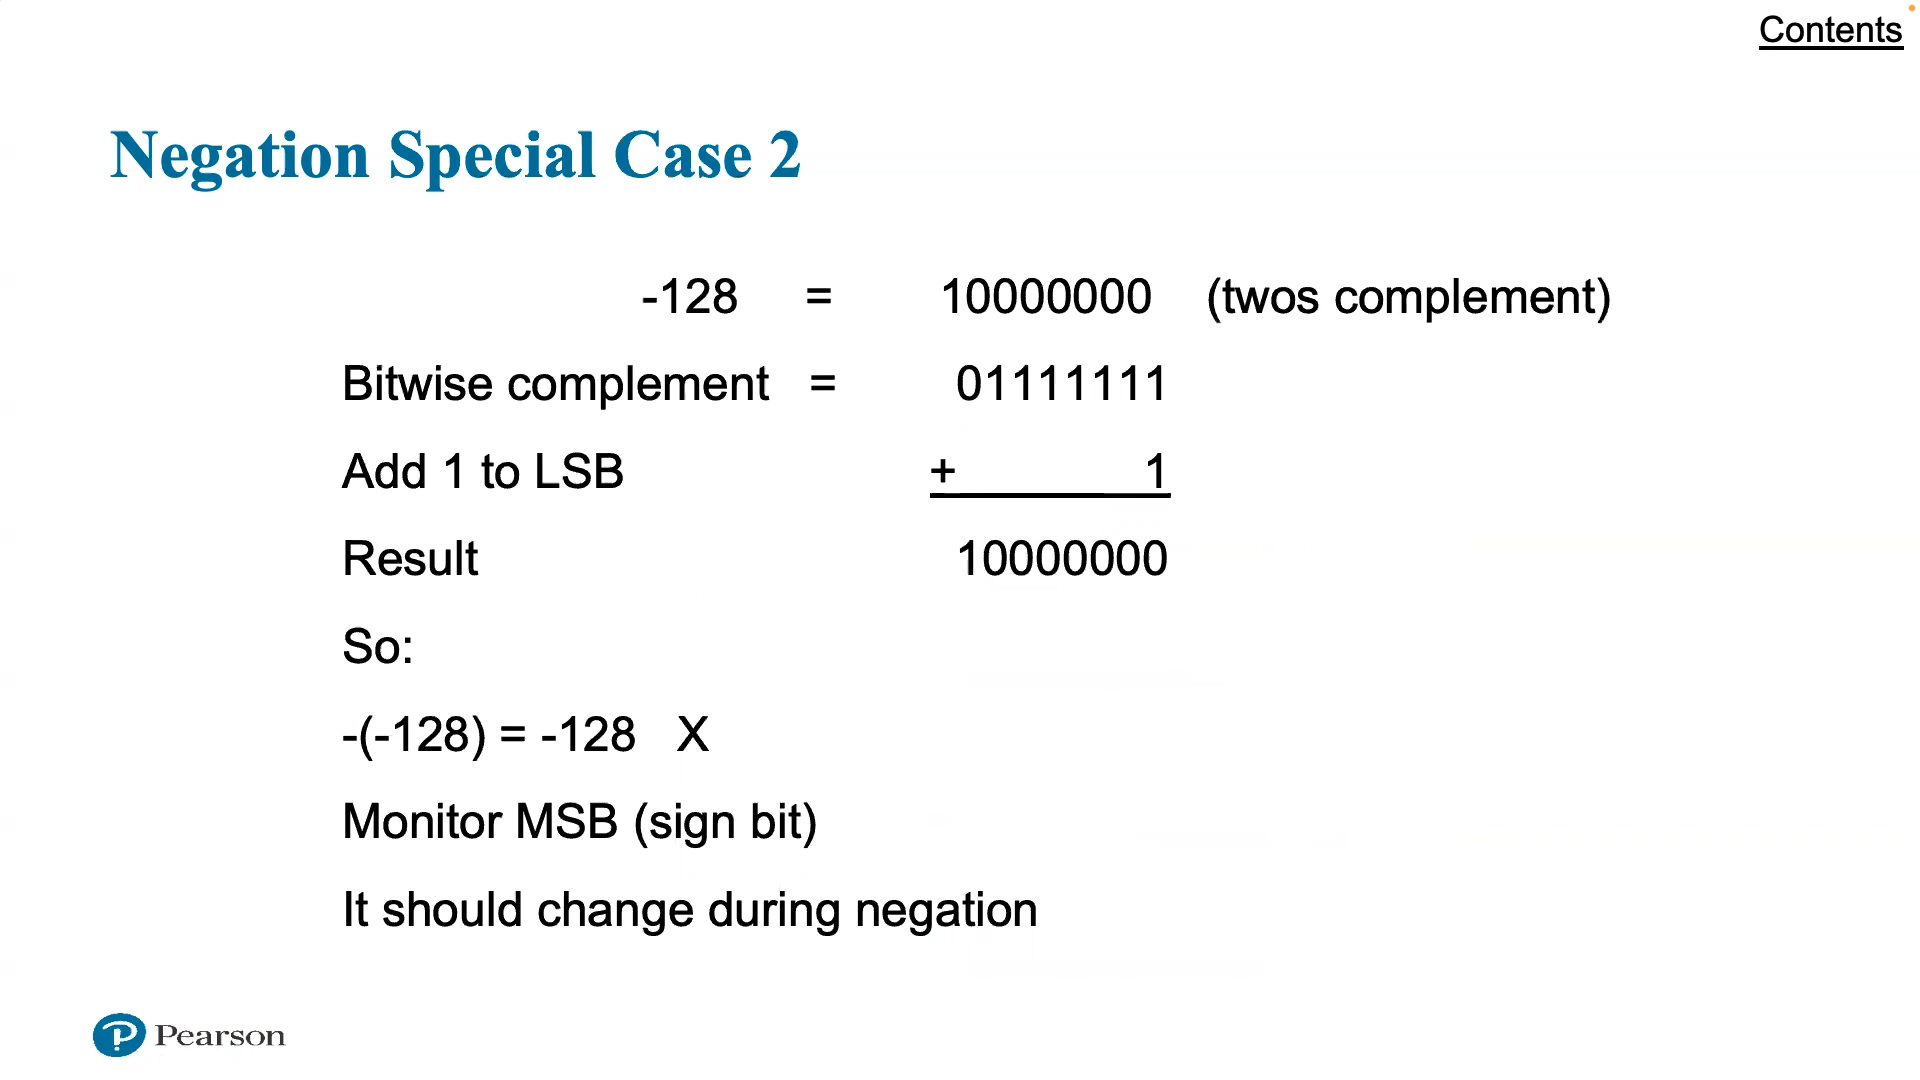 Contents
Negation Special Case 2
-128 = 10000000 (twos complement)
Bitwise complement = 01111111
Add 1 to LSB + 1
Result 10000000
So:
-(-128) = -128 X
Monitor MSB (sign bit)
It should change during negation
Pearson